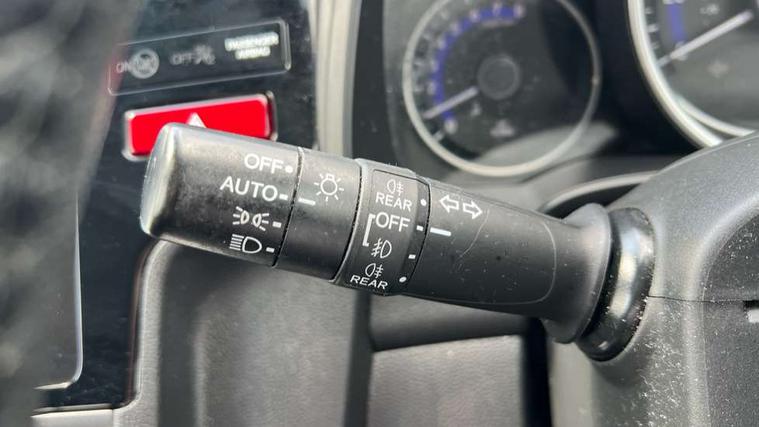 ON
OFF
PASSENGER
AIRBAG
OFF
AUTO
REAR
OFF
REAR